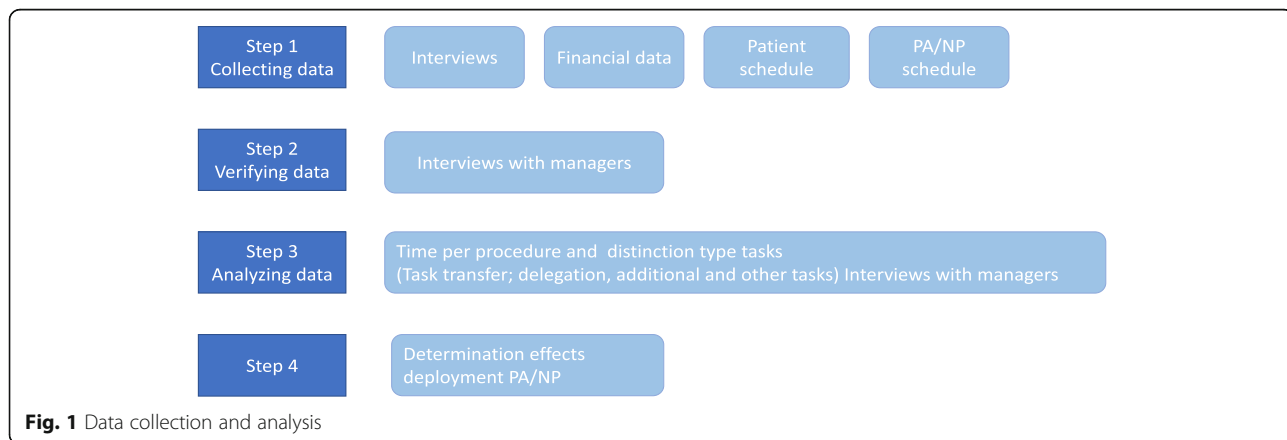 Step 1
Collecting data
Interviews
Financial data
Patient
schedule
PA/NP
schedule
Step 2
Verifying data
Interviews with managers
Step 3
Analyzing data
Time per procedure and distinction type tasks
(Task transfer; delegation, additional and other tasks) Interviews with managers
Step 4
Determination effects
deployment PA/NP
Fig. 1 Data collection and analysis